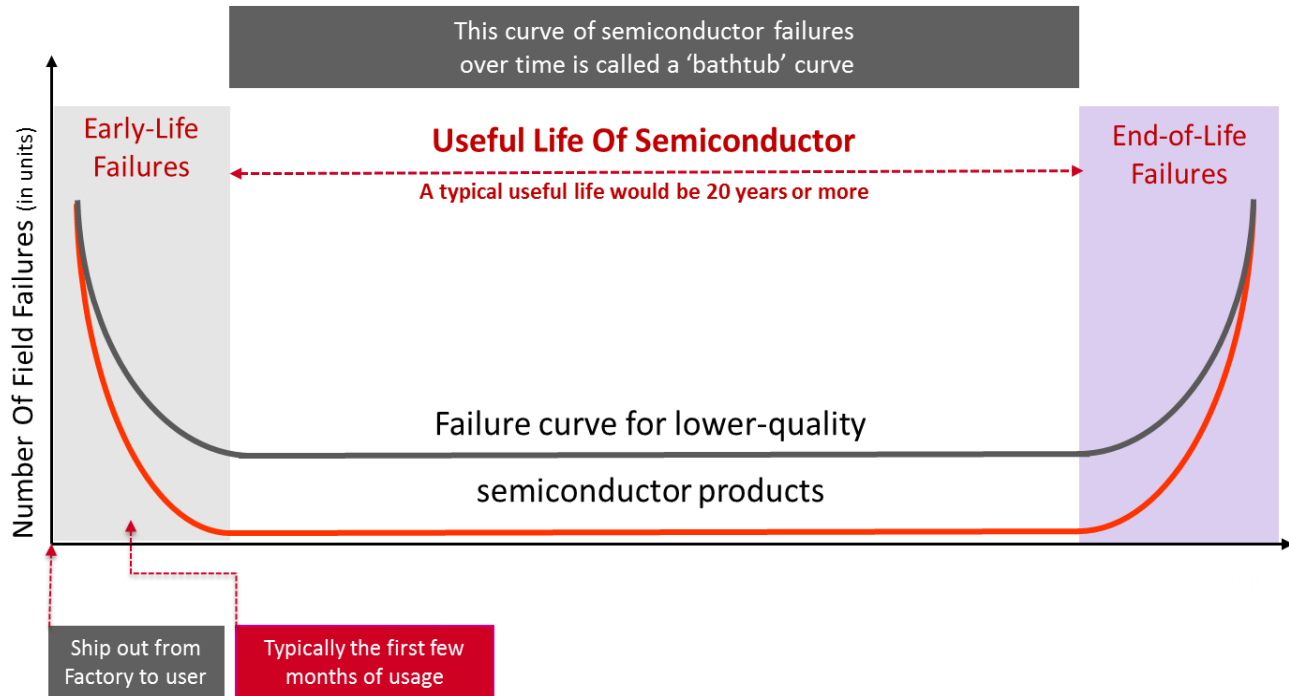 This curve of semiconductor failures
over time is called a ‘bathtub’ curve
Early-Life
Failures
Useful Life Of Semiconductor
A typical useful life would be 20 years or more
End-of-Life
Failures
Number Of Field Failures (in units)
Failure curve for lower-quality
semiconductor products
Ship out from
Factory to user
Typically the first few
months of usage